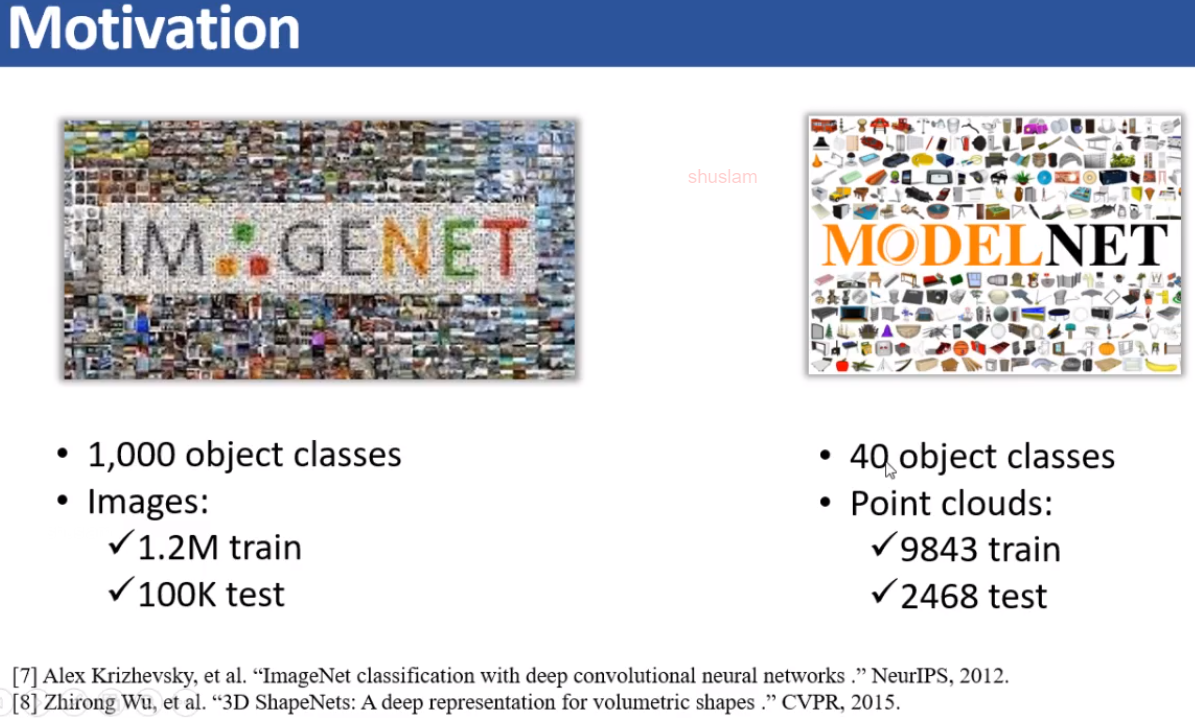 Motivation
IMAGENET
shuslam
MODELNET
• 1,000 object classes
• Images:
✓1.2M train
✓100K test
• 40 object classes
• Point clouds:
✓9843 train
✓2468 test
[7] Alex Krizhevsky, et al. “ImageNet classification with deep convolutional neural networks .” NeurIPS, 2012.
[8] Zhirong Wu, et al. “3D ShapeNets: A deep representation for volumetric shapes .” CVPR, 2015.